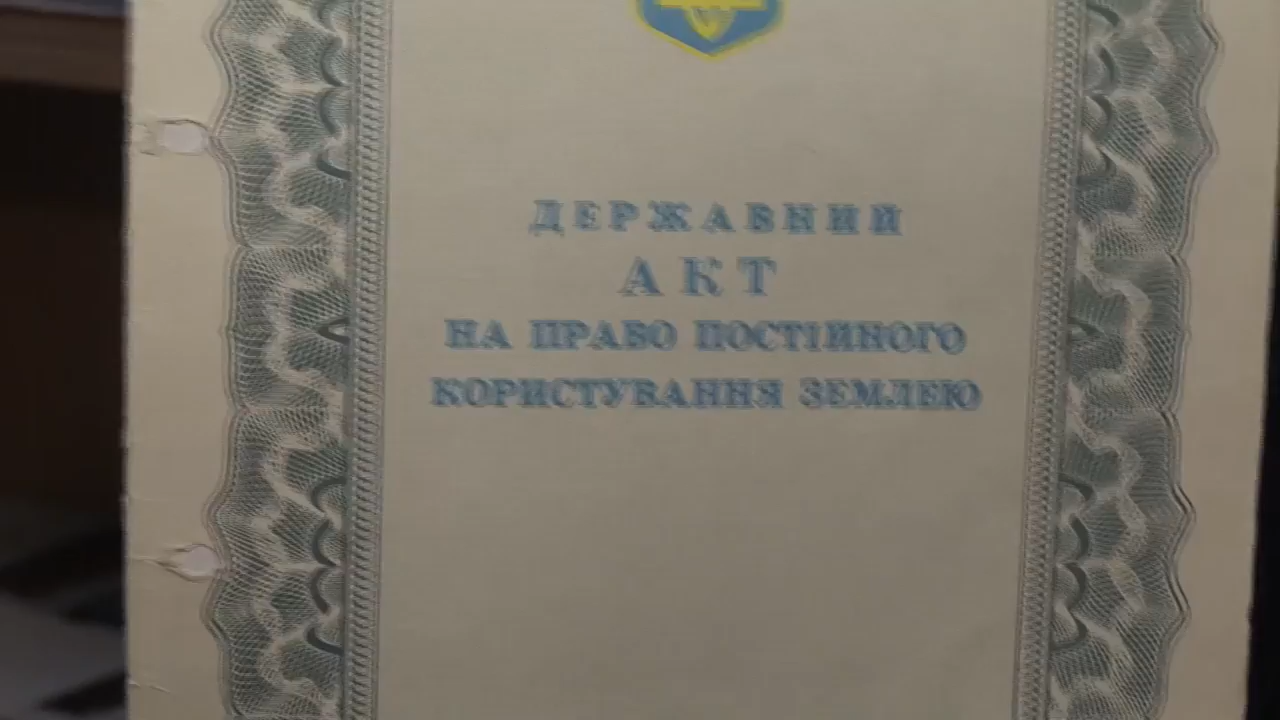 ДЕРЖАВНИЙ
АКТ
НА ПРАВО ПОСТІЙНОГО
КОРИСТУВАННЯ ЗЕМЛЕЮ